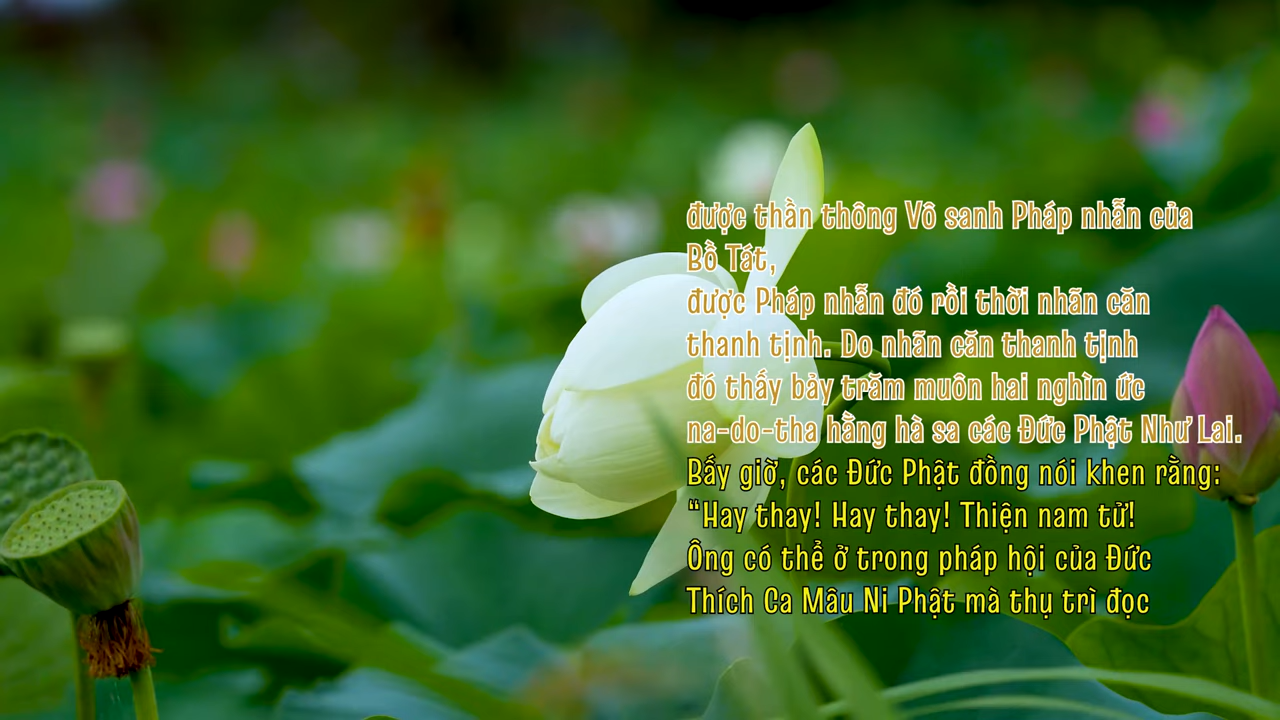 được thần thông Vô sanh Pháp nhẫn của
Bồ Tát,
được Pháp nhẫn đó rồi thời nhãn căn
thanh tịnh. Do nhãn căn thanh tịnh
đó thấy bảy trăm muôn hai nghìn ức
na-do-tha hằng hà sa các Đức Phật Như Lai.
Bấy giờ, các Đức Phật đồng nói khen rằng:
“Hay thay! Hay thay! Thiện nam tử!
Ông có thể ở trong pháp hội của Đức
Thích Ca Mâu Ni Phật mà thụ trì đọc